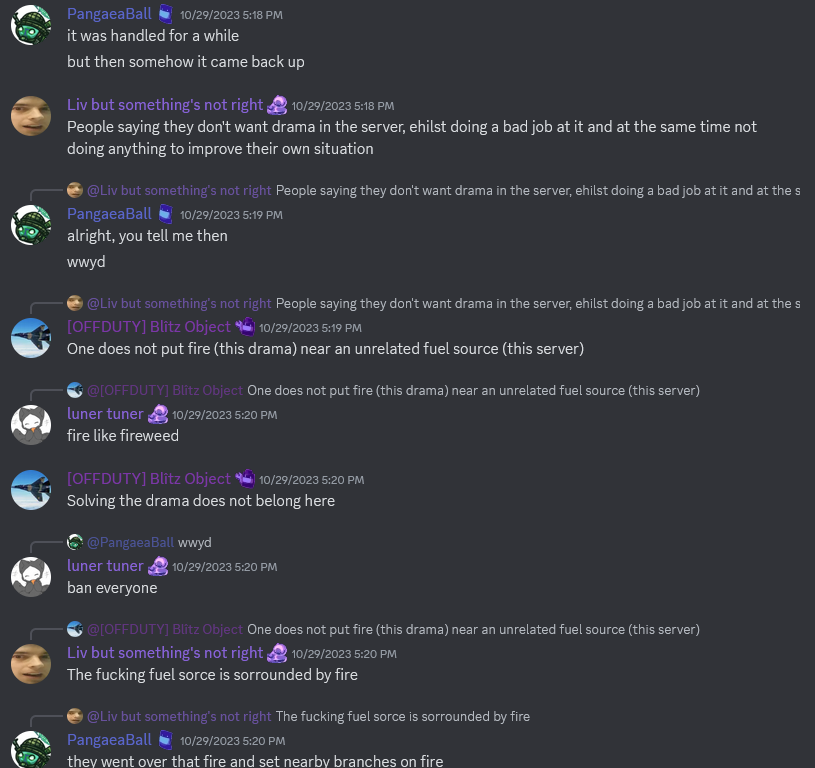 PangaeaBall 10/29/2023 5:18 PM
it was handled for a while
but then somehow it came back up
Liv but something's not right 10/29/2023 5:18 PM
People saying they don't want drama in the server, ehilst doing a bad job at it and at the same time not
doing anything to improve their own situation
@Liv but something's not right People saying they don't want drama in the server, ehilst doing a bad job at it and at the s
PangaeaBall 10/29/2023 5:19 PM
alright, you tell me then
wwyd
@Liv but something's not right People saying they don't want drama in the server, ehilst doing a bad job at it and at the s
[OFFDUTY] Blitz Object 10/29/2023 5:19 PM
One does not put fire (this drama) near an unrelated fuel source (this server)
@[OFFDUTY] Blitz Object One does not put fire (this drama) near an unrelated fuel source (this server)
luner tuner 10/29/2023 5:20 PM
fire like fireweed
[OFFDUTY] Blitz Object 10/29/2023 5:20 PM
Solving the drama does not belong here
@PangaeaBall wwyd
luner tuner 10/29/2023 5:20 PM
ban everyone
@[OFFDUTY] Blitz Object One does not put fire (this drama) near an unrelated fuel source (this server)
Liv but something's not right 10/29/2023 5:20 PM
The fucking fuel sorce is sorrounded by fire
@Liv but something's not right The fucking fuel sorce is sorrounded by fire
PangaeaBall 10/29/2023 5:20 PM
they went over that fire and set nearby branches on fire